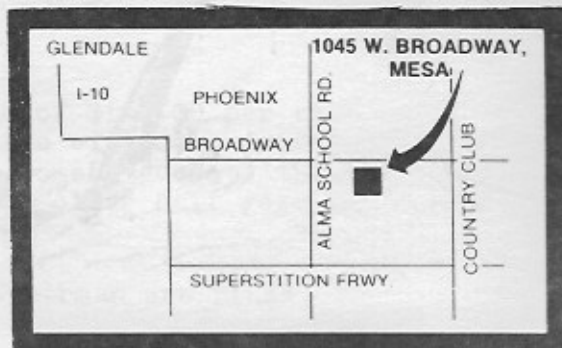 GLENDALE
1045 W. BROADWAY,
MESA
I-10
PHOENIX
BROADWAY
ALMA SCHOOL RD.
COUNTRY CLUB
SUPERSTITION FRWY